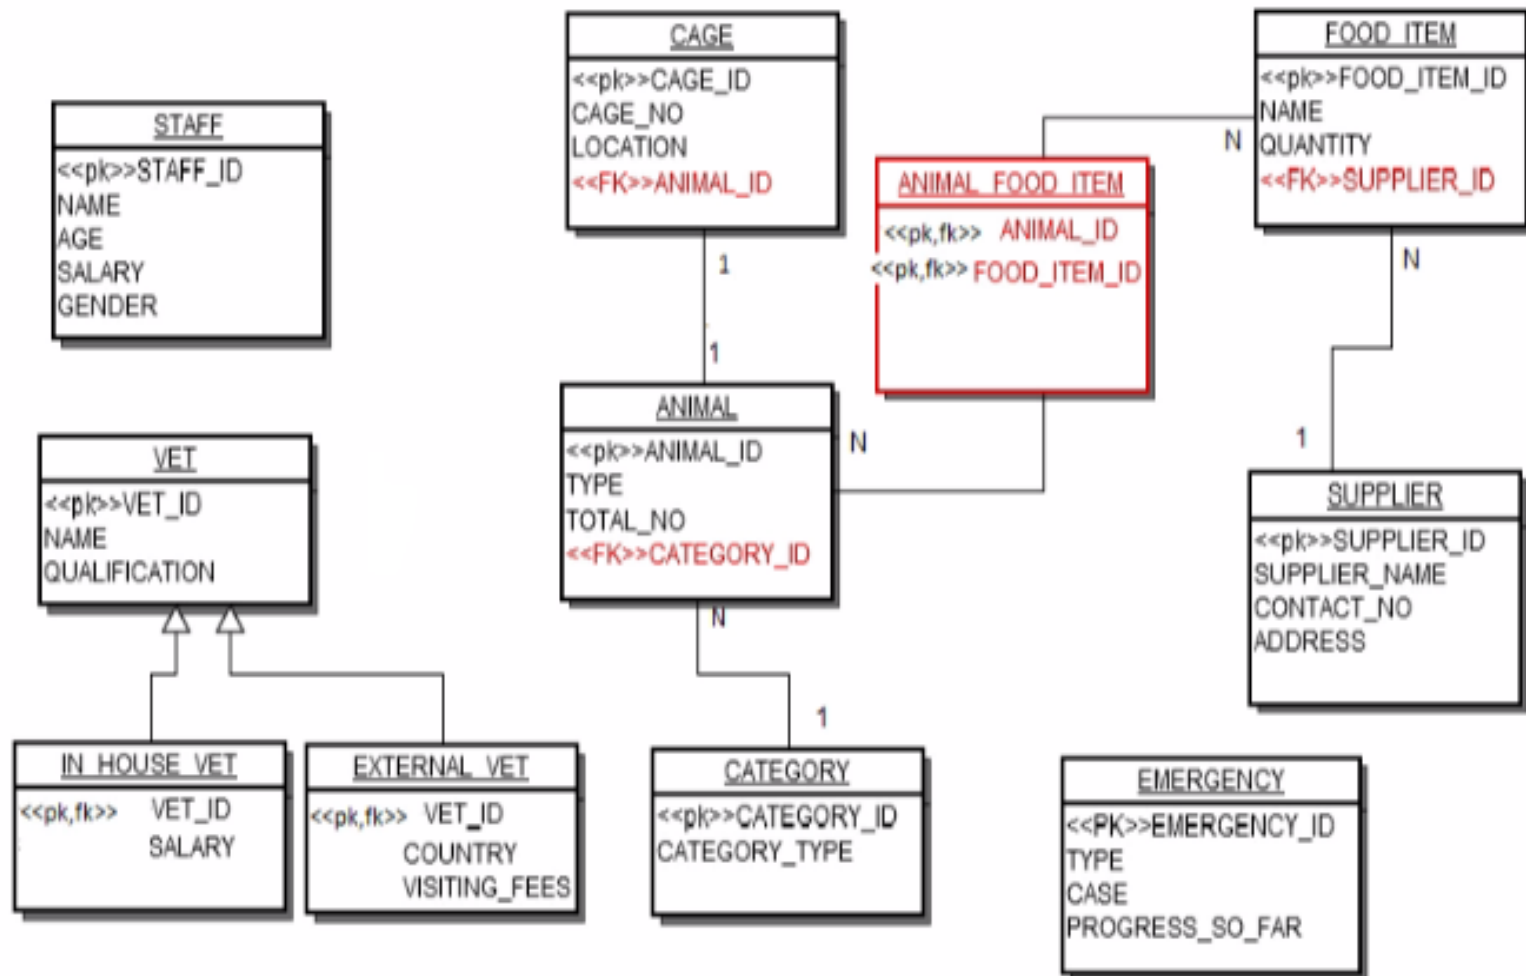 CAGE
<<pk>>CAGE_ID
CAGE_NO
LOCATION
<<FK>>ANIMAL_ID
1
FOOD_ITEM
<<pk>>FOOD_ITEM_ID
NAME
QUANTITY
<<FK>>SUPPLIER_ID
N
N
STAFF
<<pk>>STAFF_ID
NAME
AGE
SALARY
GENDER
ANIMAL_FOOD_ITEM
<<pk,fk>> ANIMAL_ID
<<pk,fk>> FOOD_ITEM_ID
1
ANIMAL
<<pk>>ANIMAL_ID
TYPE
TOTAL_NO
<<FK>>CATEGORY_ID
N
N
VET
<<pk>>VET_ID
NAME
QUALIFICATION
1
SUPPLIER
<<pk>>SUPPLIER_ID
SUPPLIER_NAME
CONTACT_NO
ADDRESS
IN_HOUSE_VET
<<pk,fk>> VET_ID
SALARY
EXTERNAL_VET
<<pk,fk>> VET_ID
COUNTRY
VISITING_FEES
1
CATEGORY
<<pk>>CATEGORY_ID
CATEGORY_TYPE
EMERGENCY
<<PK>>EMERGENCY_ID
TYPE
CASE
PROGRESS_SO_FAR